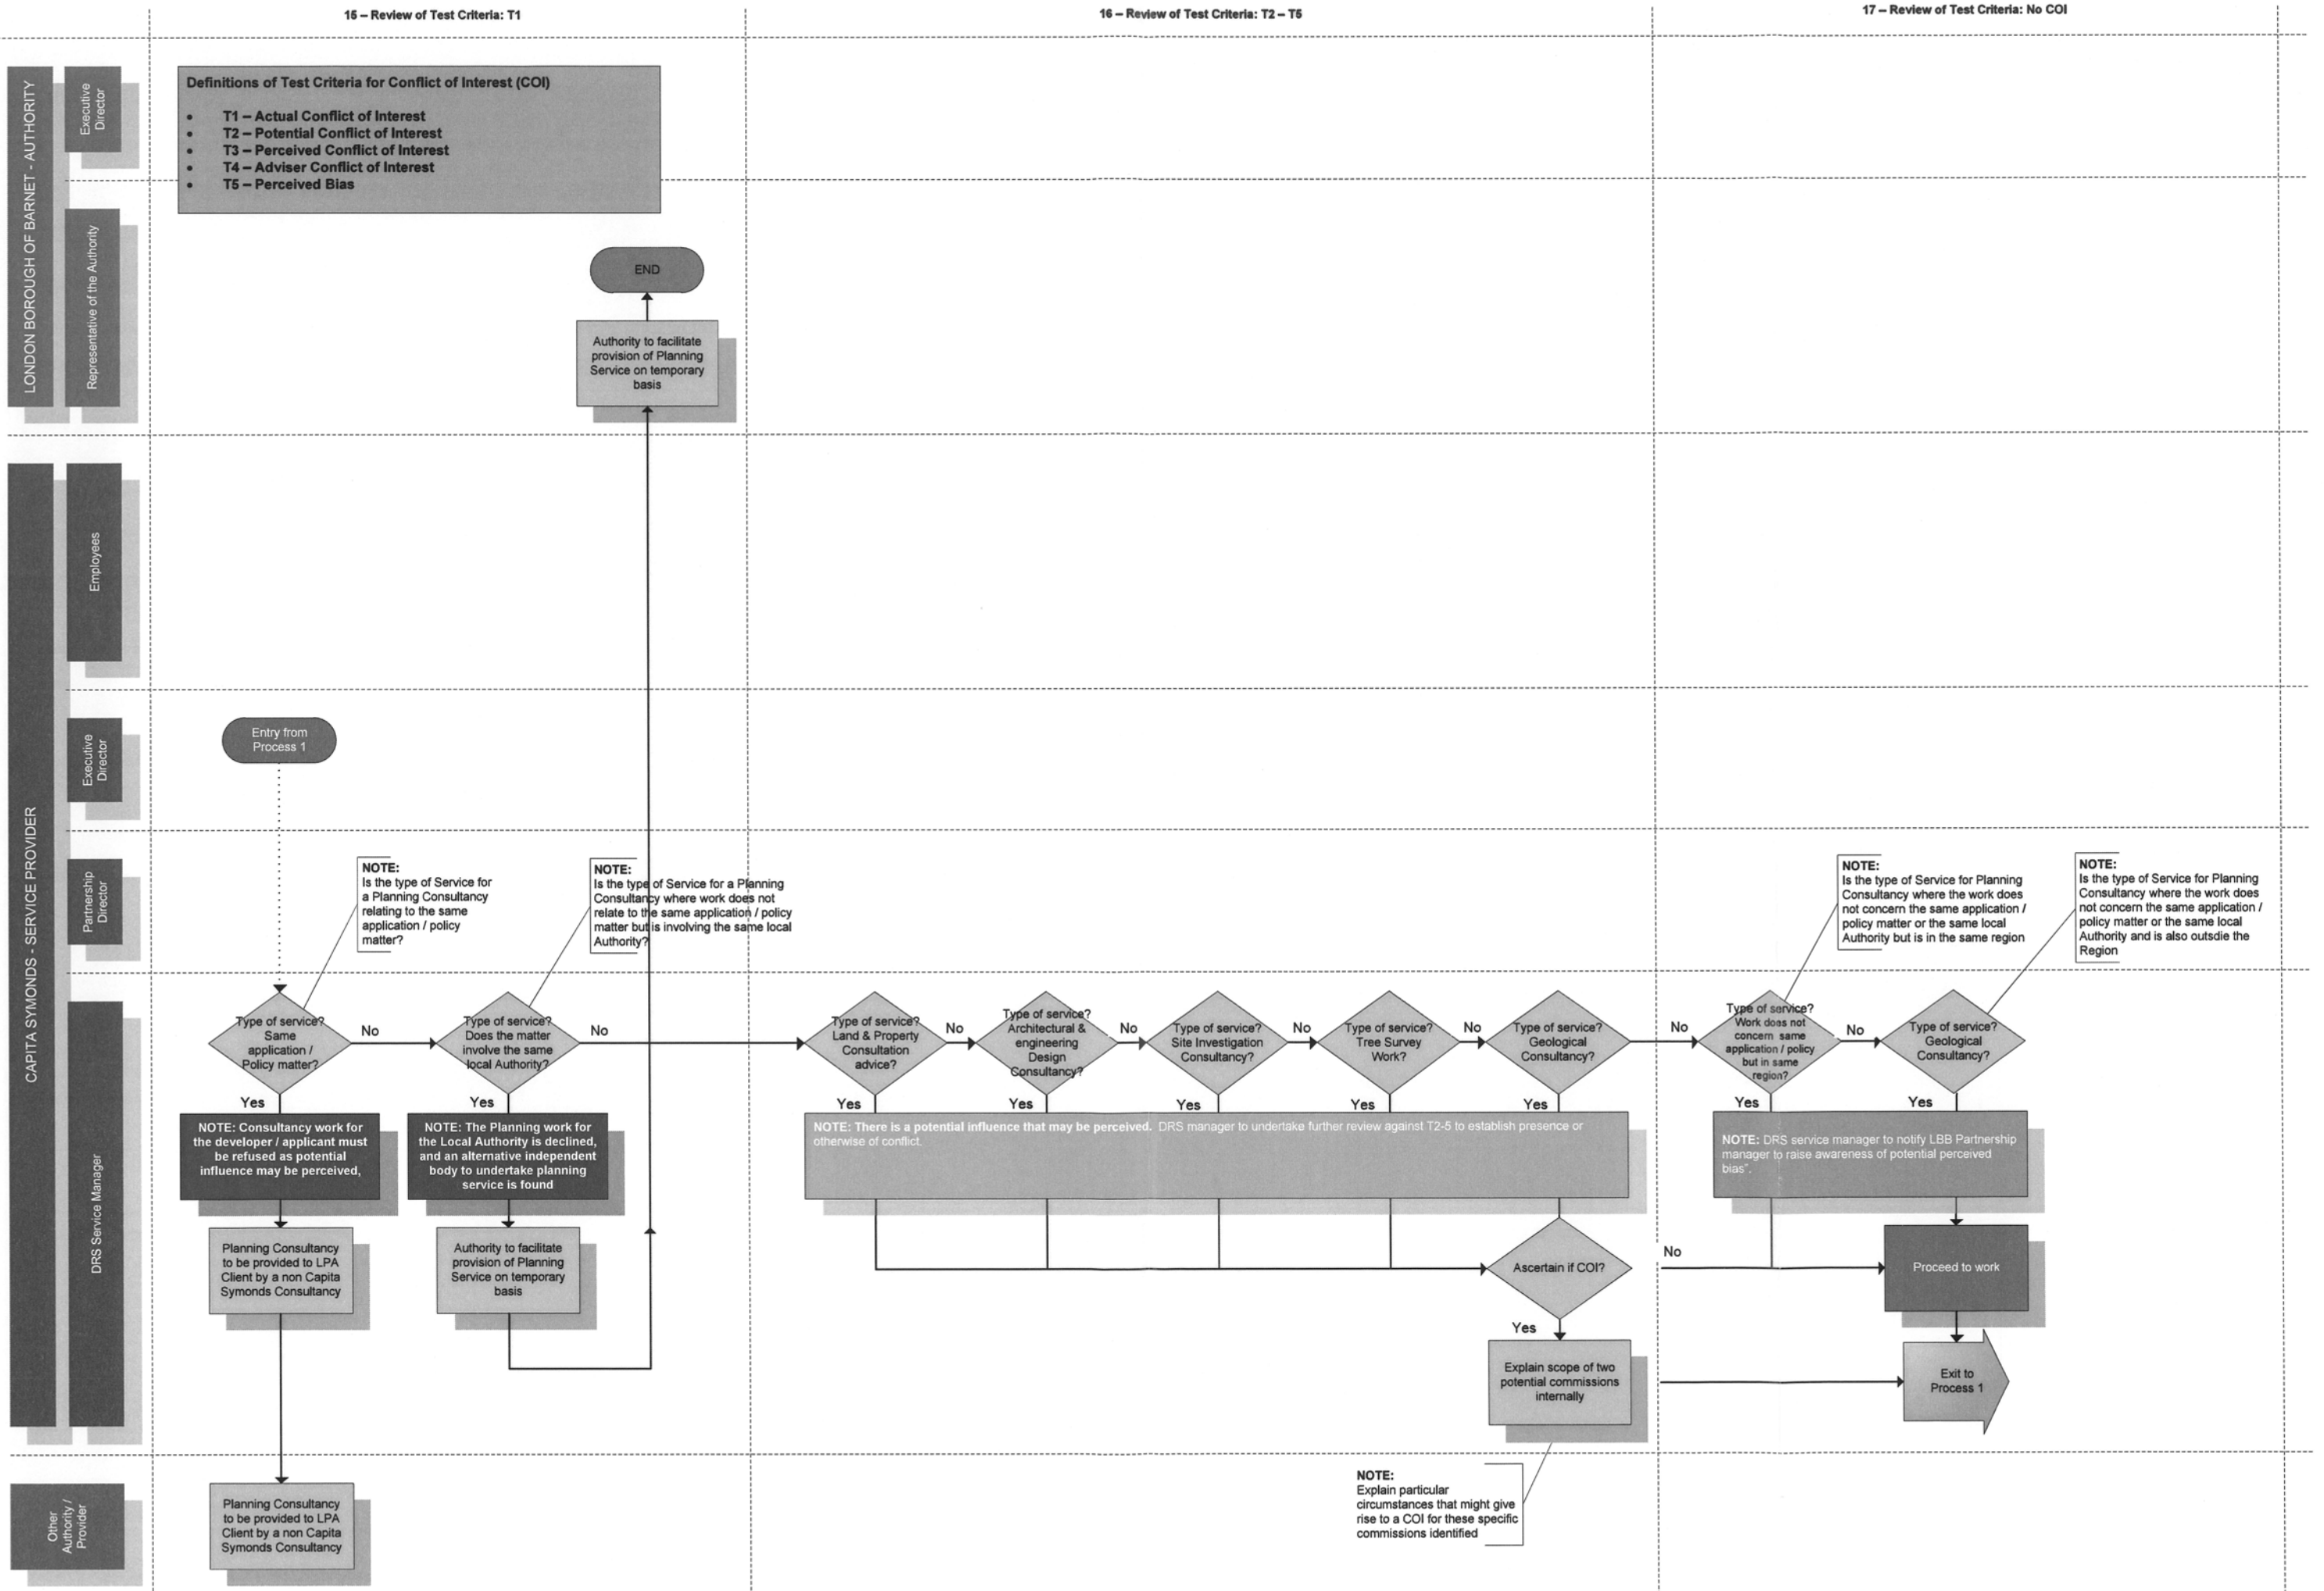 15 – Review of Test Criteria: T1
16 – Review of Test Criteria: T2 – T5
17 – Review of Test Criteria: No COI
LONDON BOROUGH OF BARNET - AUTHORITY
Executive
Director
Representative of the Authority
Definitions of Test Criteria for Conflict of Interest (COI)
• T1 – Actual Conflict of Interest
• T2 – Potential Conflict of Interest
• T3 – Perceived Conflict of Interest
• T4 – Adviser Conflict of Interest
• T5 – Perceived Bias
END
Authority to facilitate
provision of Planning
Service on temporary
basis
CAPITA SYMONDS - SERVICE PROVIDER
Employees
Executive
Director
Entry from
Process 1
Partnership
Director
NOTE:
Is the type of Service for
a Planning Consultancy
relating to the same
application / policy
matter?
NOTE:
Is the type of Service for a Planning
Consultancy where work does not
relate to the same application / policy
matter but is involving the same local
Authority?
NOTE:
Is the type of Service for Planning
Consultancy where the work does
not concern the same application /
policy matter or the same local
Authority but is in the same region
NOTE:
Is the type of Service for Planning
Consultancy where the work does
not concern the same application /
policy matter or the same local
Authority and is also outsdie the
Region
DRS Service Manager
Type of service?
Same
application /
Policy matter?
No
Type of service?
Does the matter
involve the same
local Authority?
No
Type of service?
Land & Property
Consultation
advice?
No
Type of service?
Architectural &
engineering
Design
Consultancy?
No
Type of service?
Site Investigation
Consultancy?
No
Type of service?
Tree Survey
Work?
No
Type of service?
Geological
Consultancy?
No
Type of service?
Work does not
concern same
application / policy
but in same
region?
No
Type of service?
Geological
Consultancy?
Yes
Yes
Yes
Yes
Yes
Yes
Yes
Yes
Yes
NOTE: Consultancy work for
the developer / applicant must
be refused as potential
influence may be perceived,
NOTE: The Planning work for
the Local Authority is declined,
and an alternative independent
body to undertake planning
service is found
NOTE: There is a potential influence that may be perceived. DRS manager to undertake further review against T2-5 to establish presence or
otherwise of conflict.
NOTE: DRS service manager to notify LBB Partnership
manager to raise awareness of potential perceived
bias”.
Planning Consultancy
to be provided to LPA
Client by a non Capita
Symonds Consultancy
Authority to facilitate
provision of Planning
Service on temporary
basis
Ascertain if COI?
No
Proceed to work
Yes
Explain scope of two
potential commissions
internally
Exit to
Process 1
Other
Authority /
Provider
Planning Consultancy
to be provided to LPA
Client by a non Capita
Symonds Consultancy
NOTE:
Explain particular
circumstances that might give
rise to a COI for these specific
commissions identified